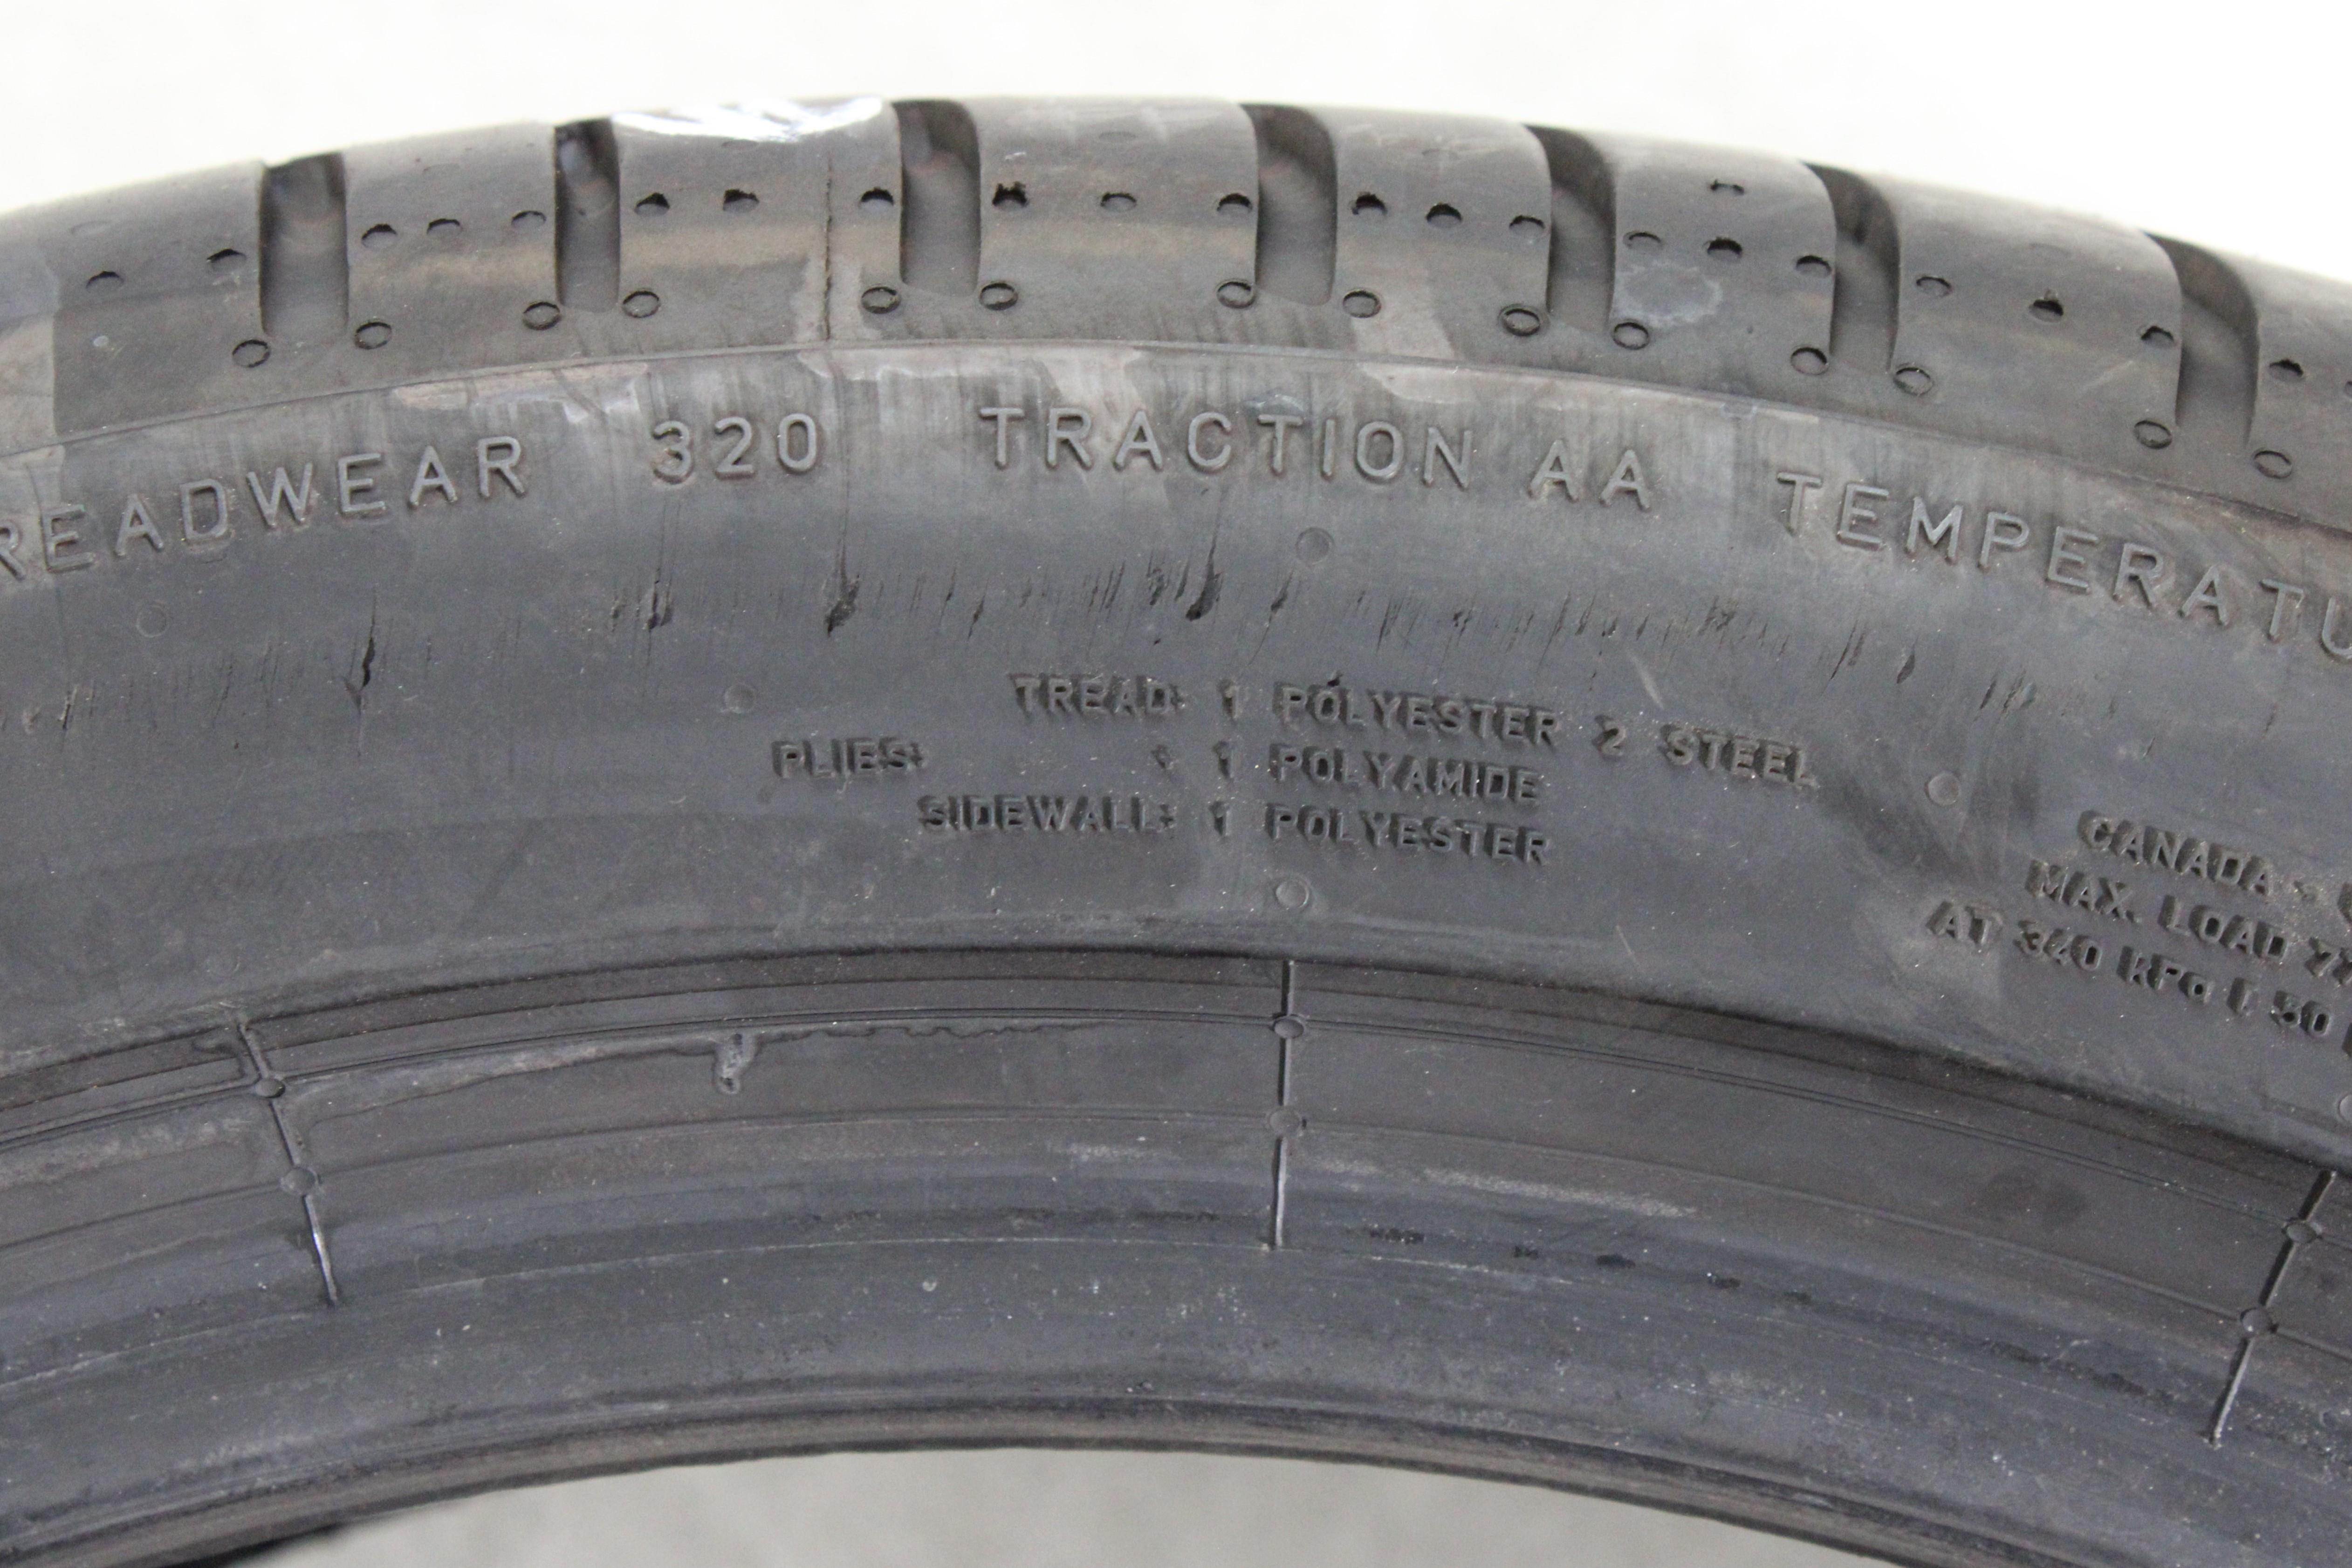 READWEAR 320 TRACTION AA TEMPERATU
TREAD: 1 POLYESTER 2 STEEL
PLIES: + 1 POLYAMIDE
SIDEWALL: 1 POLYESTER
CANADA -
MAX. LOAD
AT 340 kPa ( 50